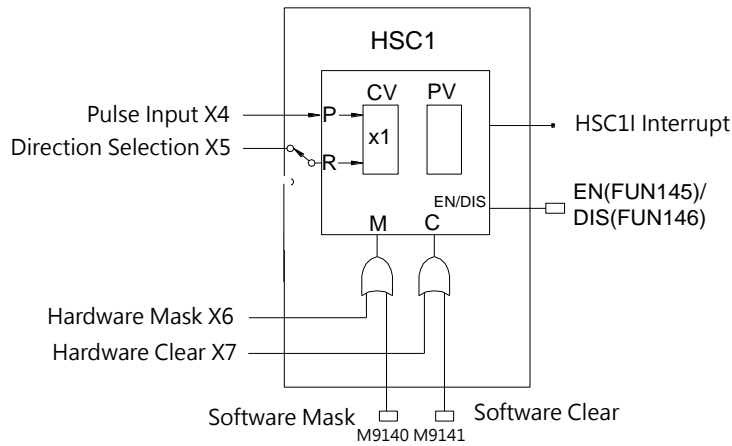 HSC1
CV PV
Pulse Input X4 P HSC1I Interrupt
x1
Direction Selection X5 R
EN/DIS EN(FUN145)/
DIS(FUN146)
M C
Hardware Mask X6
Hardware Clear X7
Software Mask Software Clear
M9140 M9141